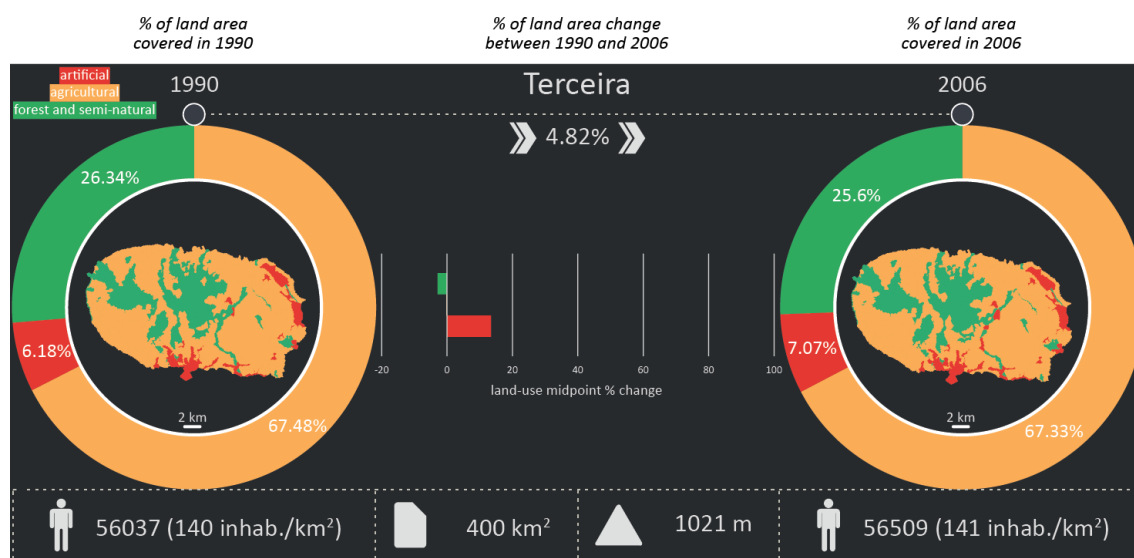 % of land area
covered in 1990
% of land area change
between 1990 and 2006
% of land area
covered in 2006
artificial
agricultural
forest and semi-natural
1990
Terceira
2006
4.82%
26.34%
6.18%
67.48%
2 km
-20 0 20 40 60 80 100
land-use midpoint % change
25.6%
7.07%
67.33%
2 km
56037 (140 inhab./km²)
400 km²
1021 m
56509 (141 inhab./km²)